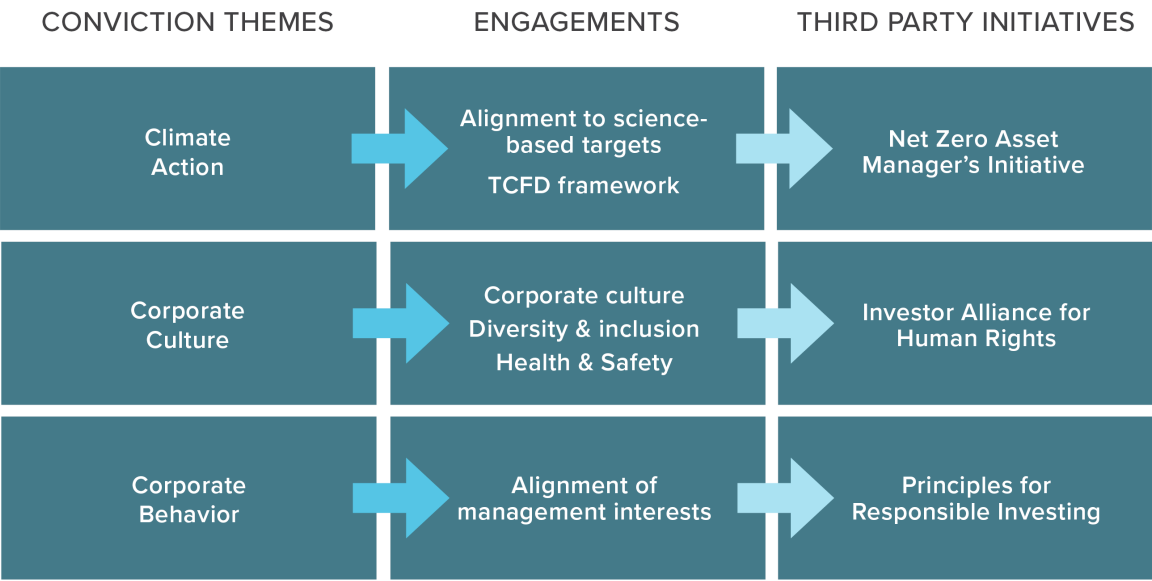 CONVICTION THEMES
ENGAGEMENTS
THIRD PARTY INITIATIVES
Climate
Action
Alignment to science-
based targets
TCFD framework
Net Zero Asset
Manager’s Initiative
Corporate
Culture
Corporate culture
Diversity & inclusion
Health & Safety
Investor Alliance for
Human Rights
Corporate
Behavior
Alignment of
management interests
Principles for
Responsible Investing